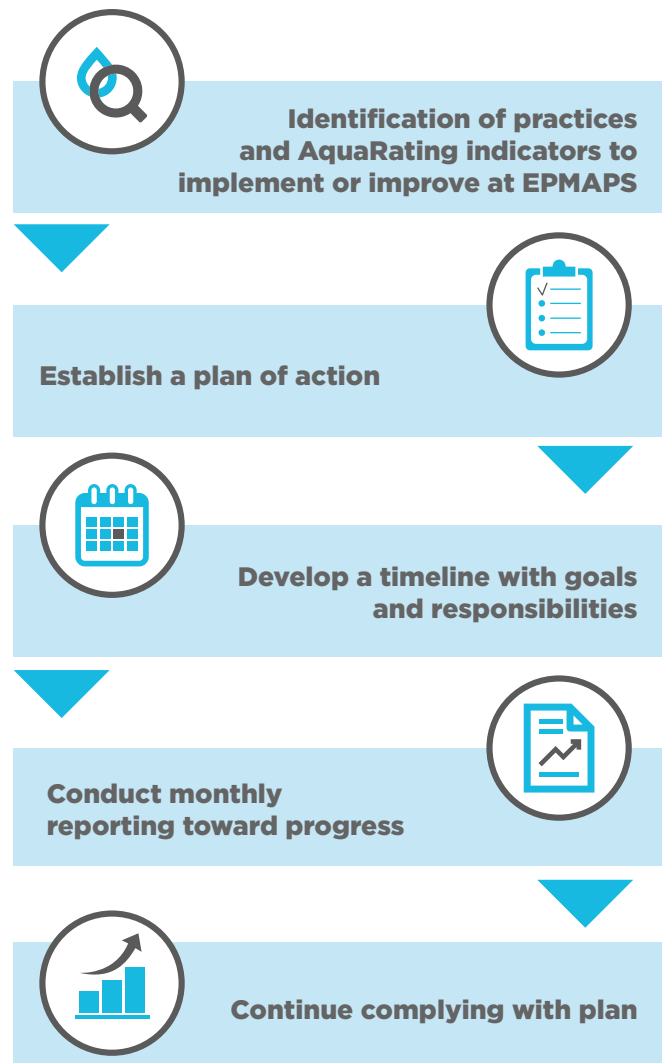 Identification of practices
and AquaRating indicators to
implement or improve at EPMAPS
Establish a plan of action
Develop a timeline with goals
and responsibilities
Conduct monthly
reporting toward progress
Continue complying with plan